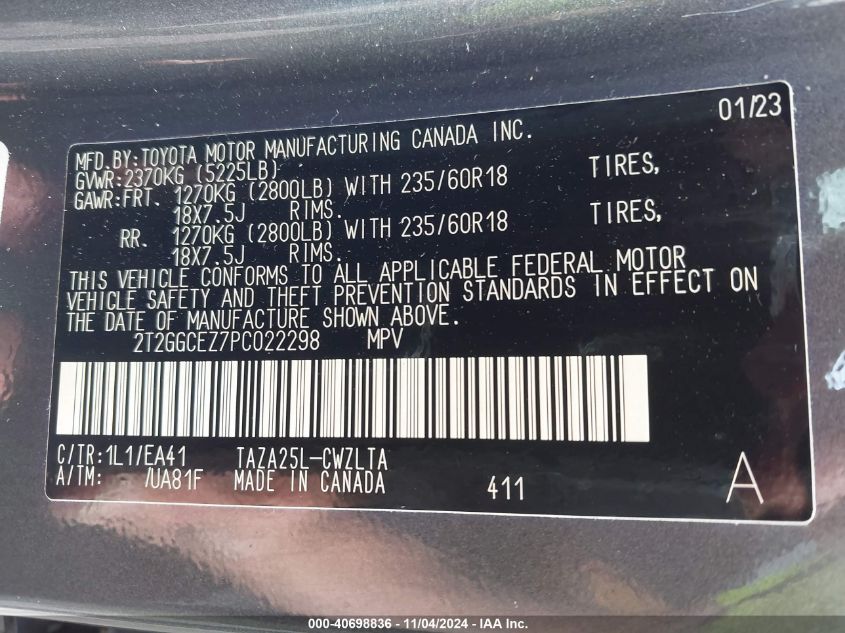 01/23
MFD.BY:TOYOTA MOTOR MANUFACTURING CANADA INC.
GVWR:2370KG (5225LB)
GAWR:FRT. 1270KG (2800LB) WITH 235/60R18 TIRES,
18X7.5J RIMS.
RR. 1270KG (2800LB) WITH 235/60R18 TIRES,
18X7.5J RIMS.
THIS VEHICLE CONFORMS TO ALL APPLICABLE FEDERAL MOTOR
VEHICLE SAFETY AND THEFT PREVENTION STANDARDS IN EFFECT ON
THE DATE OF MANUFACTURE SHOWN ABOVE.
2T2GGCEZ7PC022298 MPV
C/TR:1L1/EA41 TAZA25L-CWZLTA
A/TM: /UA81F MADE IN CANADA 411 A
000-40698836 - 11/04/2024 - IAA Inc.